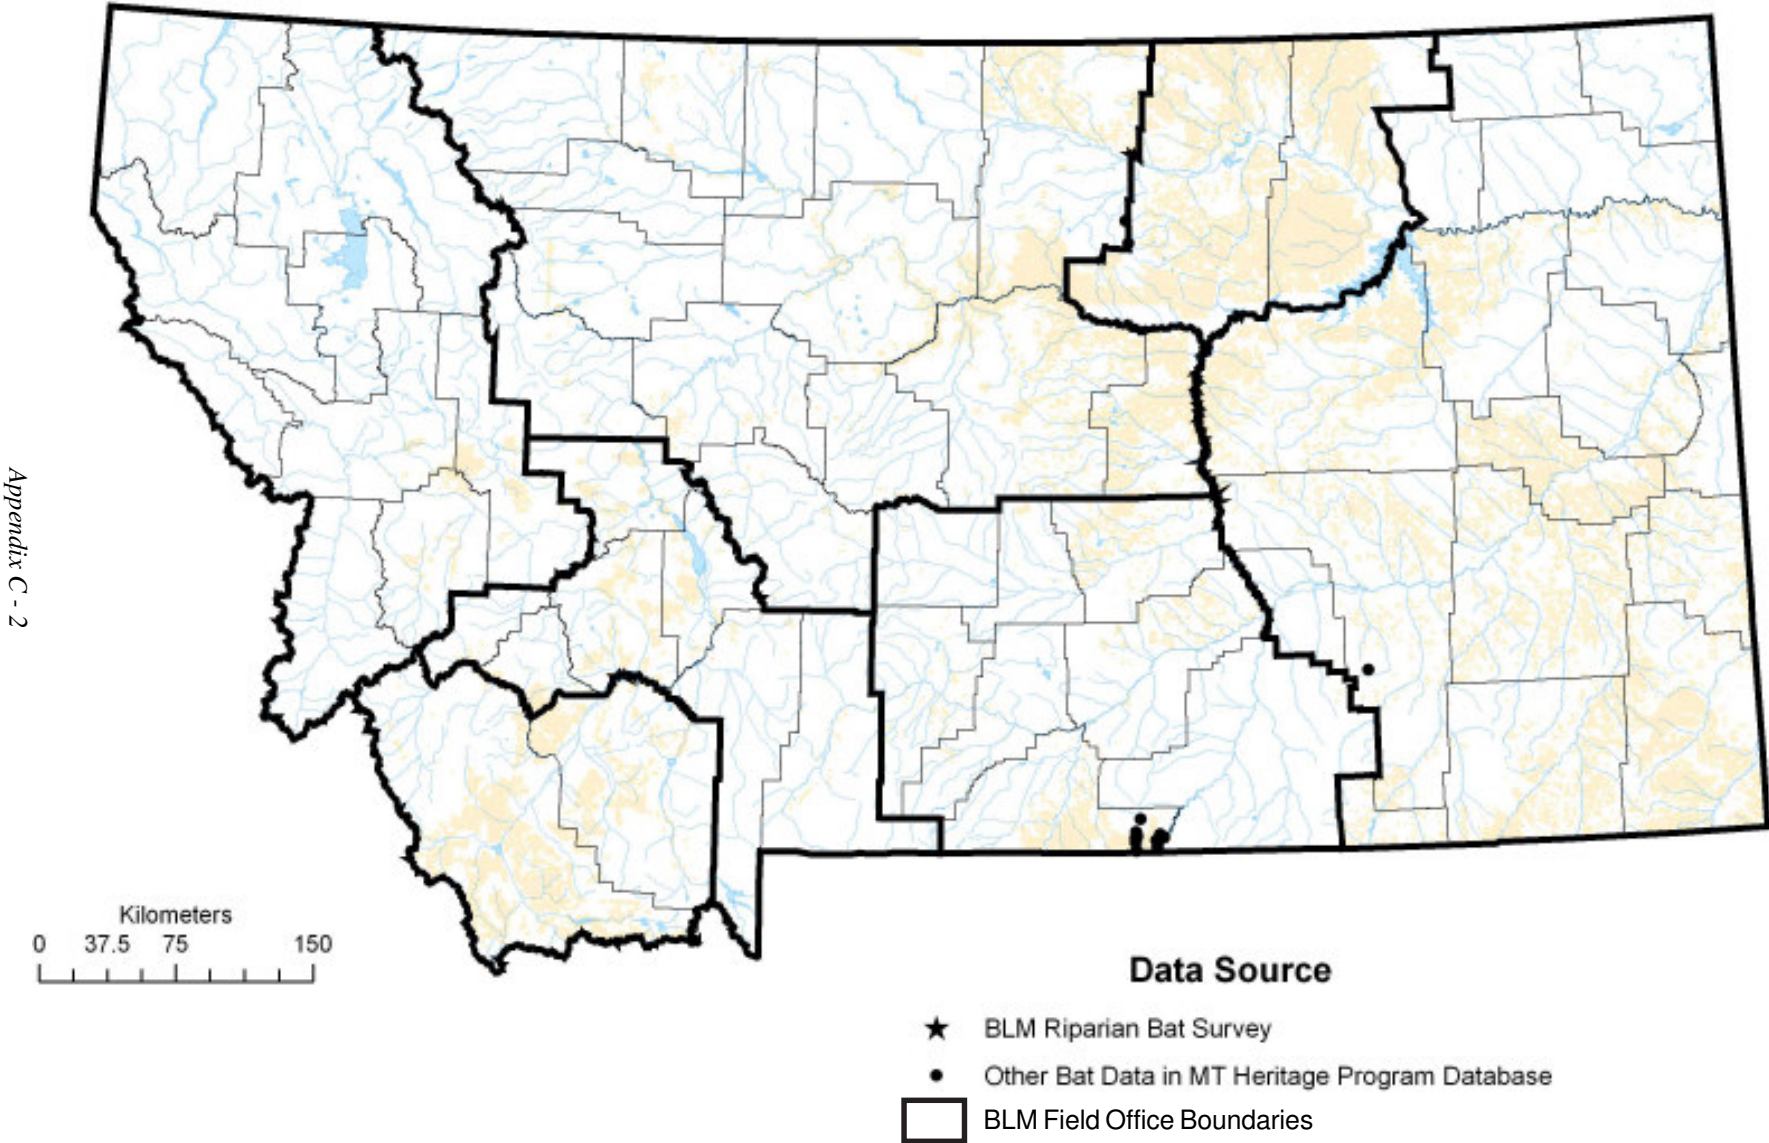 Appendix C - 2
Kilometers
0 37.5 75 150
Data Source
BLM Riparian Bat Survey
Other Bat Data in MT Heritage Program Database
BLM Field Office Boundaries